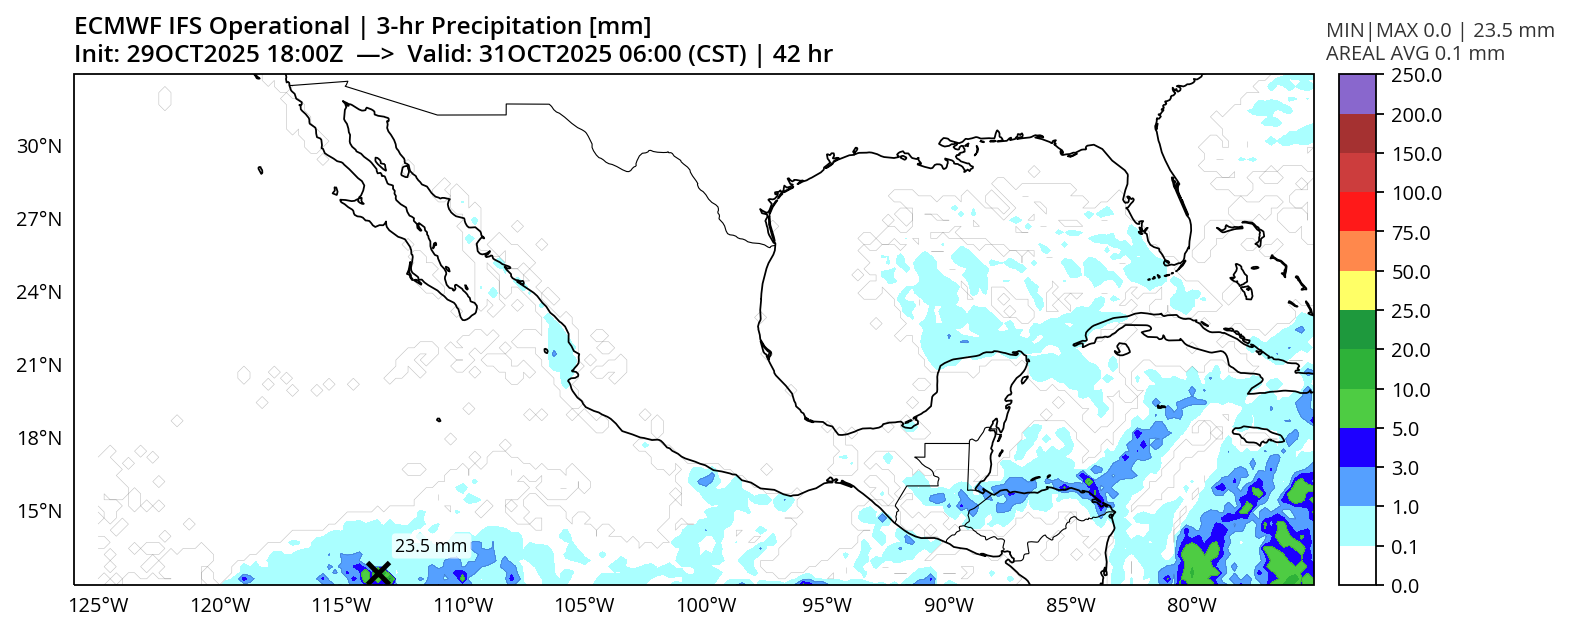 ECMWF IFS Operational | 3-hr Precipitation [mm]
Init: 29OCT2025 18:00Z —> Valid: 31OCT2025 06:00 (CST) | 42 hr
MIN|MAX 0.0 | 23.5 mm
AREAL AVG 0.1 mm
250.0
200.0
150.0
100.0
75.0
50.0
25.0
20.0
10.0
5.0
3.0
1.0
0.1
0.0
30°N
27°N
24°N
21°N
18°N
15°N
23.5 mm
125°W 120°W 115°W 110°W 105°W 100°W 95°W 90°W 85°W 80°W